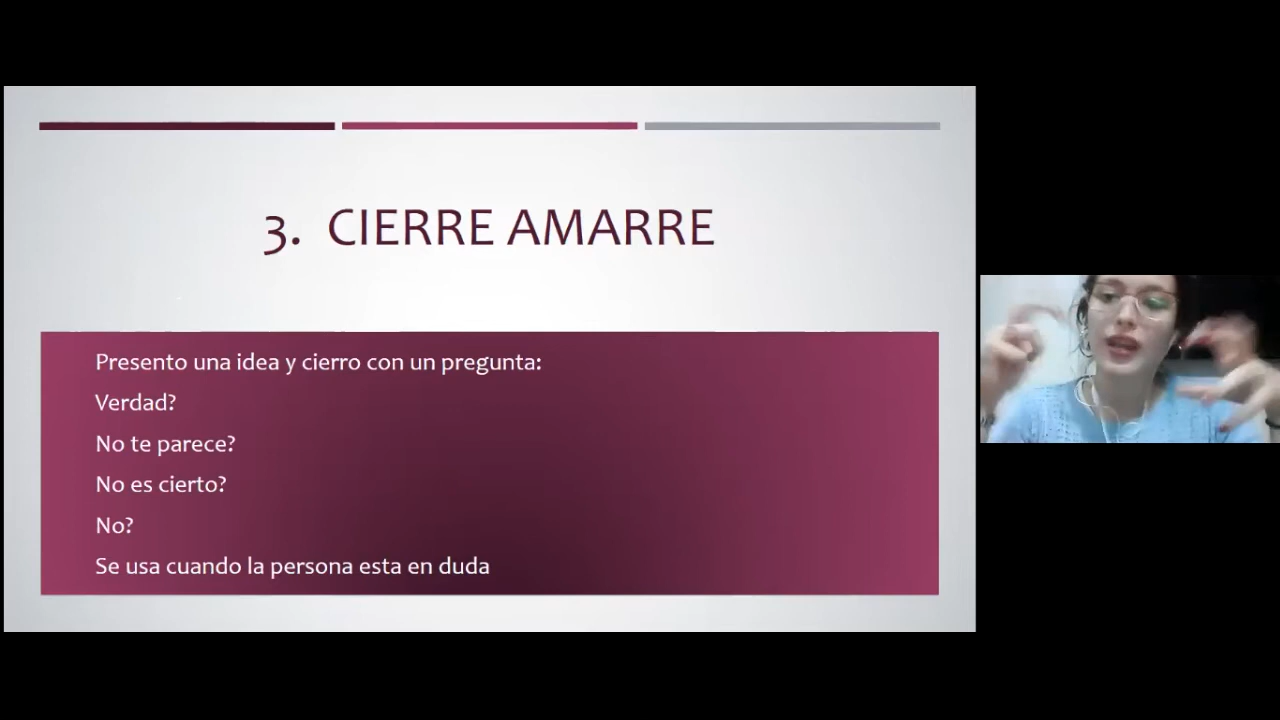 3. CIERRE AMARRE
Presento una idea y cierro con un pregunta:
Verdad?
No te parece?
No es cierto?
No?
Se usa cuando la persona esta en duda